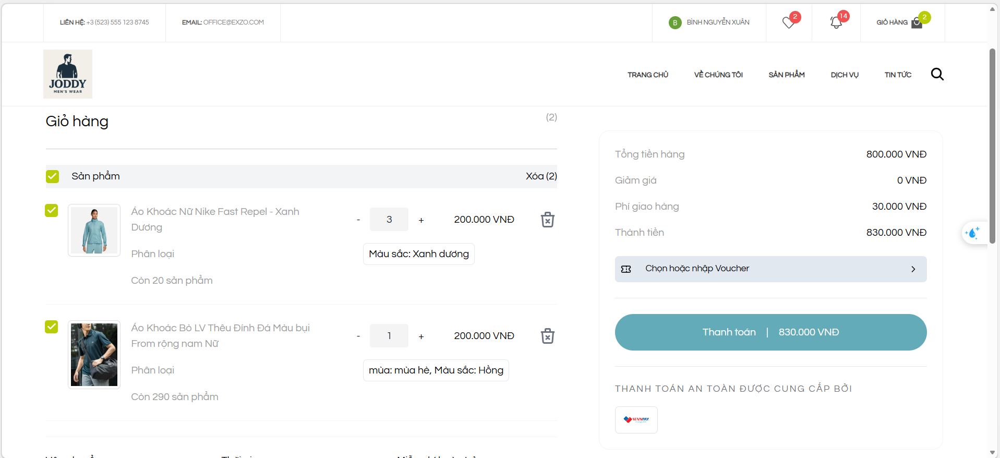 LIÊN HỆ: +3 (523) 555 123 8745
EMAIL: OFFICE@EXZO.COM
B
BÌNH NGUYỄN XUÂN
2
14
GIỎ HÀNG
2
JODDY
MEN'S WEAR
TRANG CHỦ
VỀ CHÚNG TÔI
SẢN PHẨM
DỊCH VỤ
TIN TỨC
Giỏ hàng
(2)
Sản phẩm
Xóa (2)
Áo Khoác Nữ Nike Fast Repel - Xanh
Dương
- 3 +
200.000 VNĐ
Phân loại
Màu sắc: Xanh dương
Còn 20 sản phẩm
Áo Khoác Bò LV Thêu Đính Đá Màu bụi
From rộng nam Nữ
- 1 +
200.000 VNĐ
Phân loại
mùa: mùa hè, Màu sắc: Hồng
Còn 290 sản phẩm
Tổng tiền hàng
800.000 VNĐ
Giảm giá
0 VNĐ
Phí giao hàng
30.000 VNĐ
Thành tiền
830.000 VNĐ
Chọn hoặc nhập Voucher
Thanh toán | 830.000 VNĐ
THANH TOÁN AN TOÀN ĐƯỢC CUNG CẤP BỞI
VÍ VNPAY